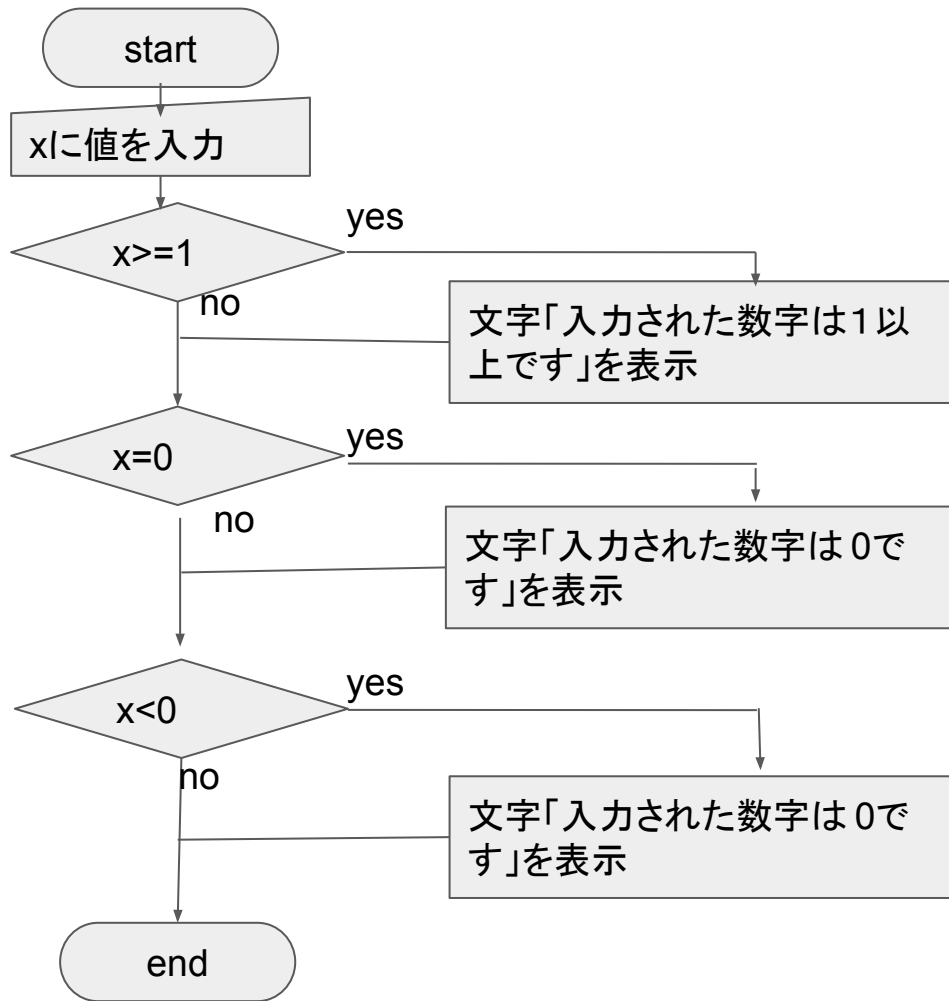 start
xに値を入力
x>=1
yes
no
文字「入力された数字は1以
上です」を表示
x=0
yes
no
文字「入力された数字は0で
す」を表示
x<0
yes
no
文字「入力された数字は0で
す」を表示
end